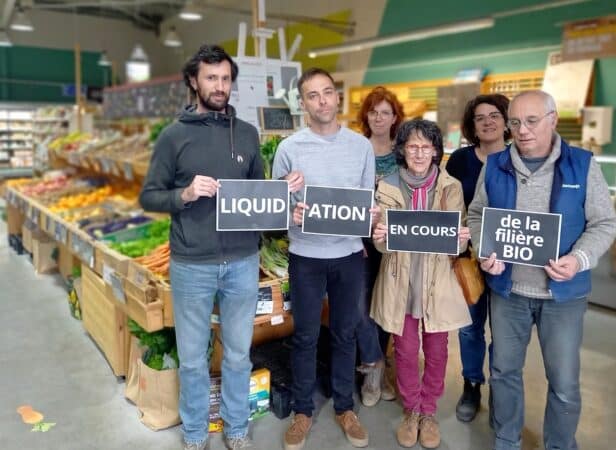 LIQUID
ATION
EN COURS
de la
filière
BIO